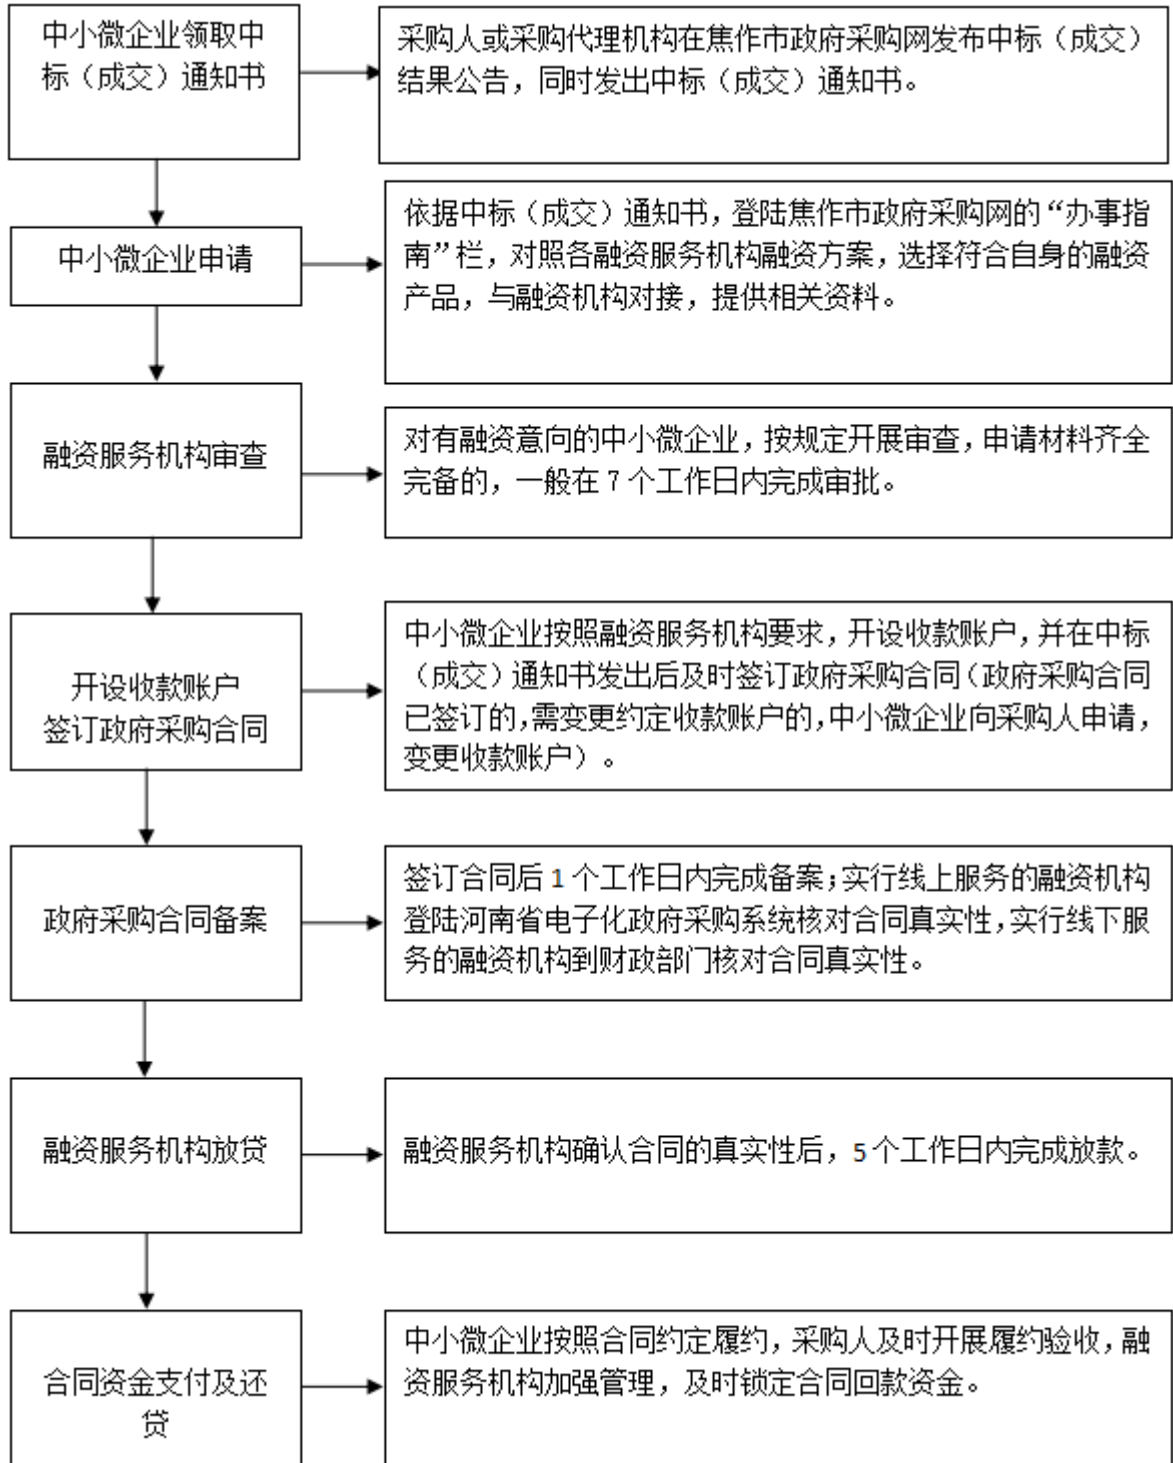 中小微企业领取中
标（成交）通知书
采购人或采购代理机构在焦作市政府采购网发布中标（成交）
结果公告，同时发出中标（成交）通知书。
中小微企业申请
依据中标（成交）通知书，登陆焦作市政府采购网的“办事指
南”栏，对照各融资服务机构融资方案，选择符合自身的融资
产品，与融资机构对接，提供相关资料。
融资服务机构审查
对有融资意向的中小微企业，按规定开展审查，申请材料齐全
完备的，一般在7个工作日内完成审批。
开设收款账户
签订政府采购合同
中小微企业按照融资服务机构要求，开设收款账户，并在中标
（成交）通知书发出后及时签订政府采购合同（政府采购合同
已签订的，需变更约定收款账户的，中小微企业向采购人申请，
变更收款账户）。
政府采购合同备案
签订合同后1个工作日内完成备案；实行线上服务的融资机构
登陆河南省电子化政府采购系统核对合同真实性，实行线下服
务的融资机构到财政部门核对合同真实性。
融资服务机构放贷
融资服务机构确认合同的真实性后，5个工作日内完成放款。
合同资金支付及还
贷
中小微企业按照合同约定履约，采购人及时开展履约验收，融
资服务机构加强管理，及时锁定合同回款资金。